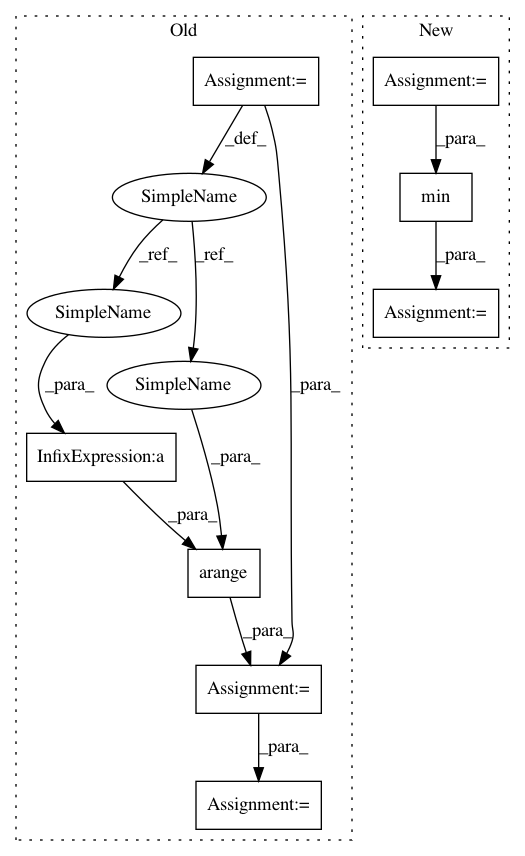 Old
New
Assignment:=
Assignment:=
_def_
_para_
SimpleName
min
_ref_
_ref_
_para_
SimpleName
Assignment:=
SimpleName
_para_
_para_
InfixExpression:a
_para_
_para_
arange
_para_
Assignment:=
_para_
Assignment:=